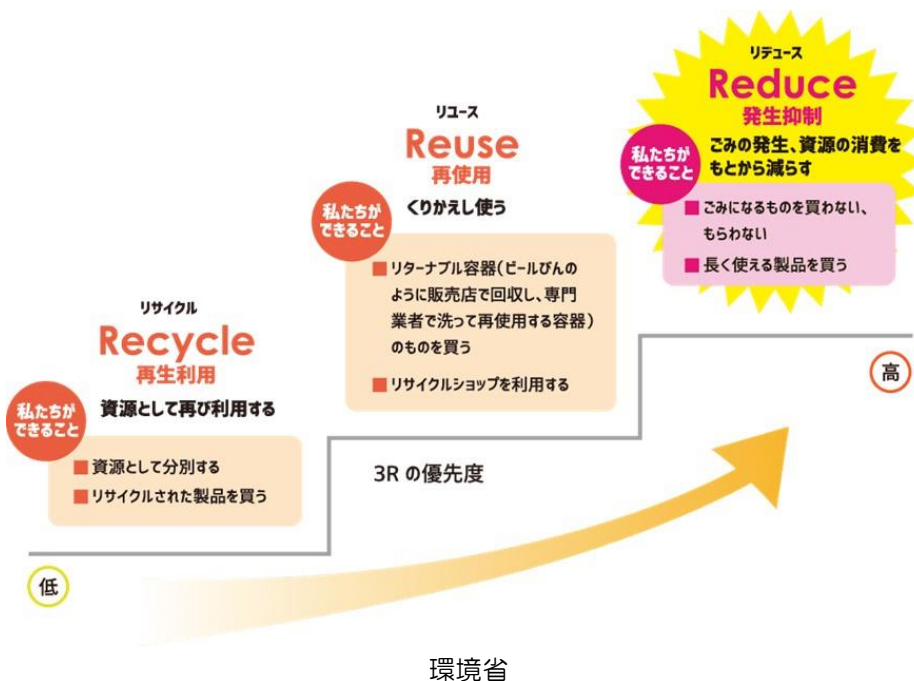 リデュース
Reduce
発生抑制
私たちが
できること
ごみの発生、資源の消費を
もとから減らす
■ ごみになるものを買わない、
もらわない
■ 長く使える製品を買う
リユース
Reuse
再使用
私たちが
できること
くりかえし使う
■ リターナブル容器(ビールびんの
ように販売店で回収し、専門
業者で洗って再使用する容器)
のものを買う
■ リサイクルショップを利用する
リサイクル
Recycle
再生利用
私たちが
できること
資源として再び利用する
■ 資源として分別する
■ リサイクルされた製品を買う
高
3Rの優先度
低
環境省